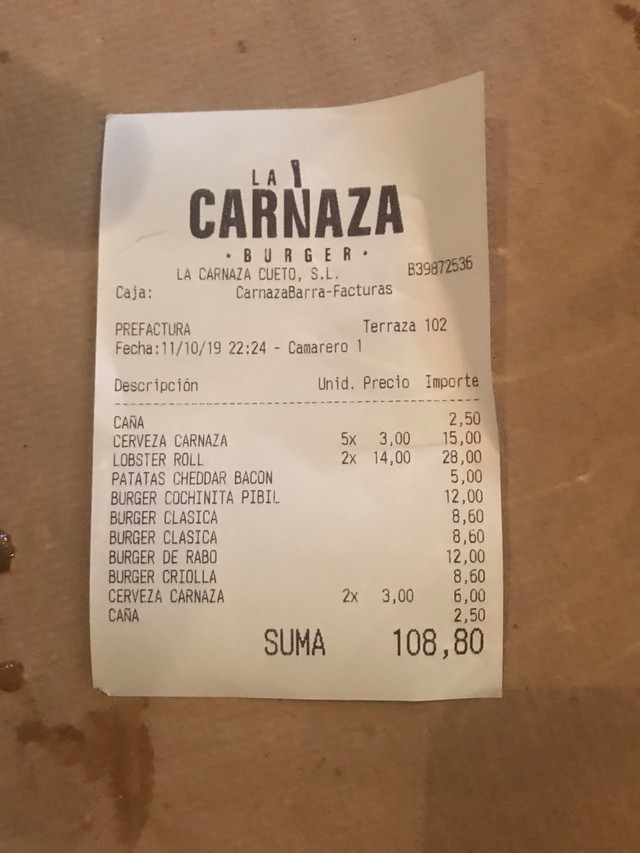 LA
CARNAZA
· BURGER ·
LA CARNAZA CUETO, S.L. B39872536
Caja: CarnazaBarra-Facturas
PREFACTURA Terraza 102
Fecha:11/10/19 22:24 - Camarero 1
Descripción Unid. Precio Importe
CAÑA 2,50
CERVEZA CARNAZA 5x 3,00 15,00
LOBSTER ROLL 2x 14,00 28,00
PATATAS CHEDDAR BACON 5,00
BURGER COCHINITA PIBIL 12,00
BURGER CLASICA 8,60
BURGER CLASICA 8,60
BURGER DE RABO 12,00
BURGER CRIOLLA 8,60
CERVEZA CARNAZA 2x 3,00 6,00
CAÑA 2,50
SUMA 108,80